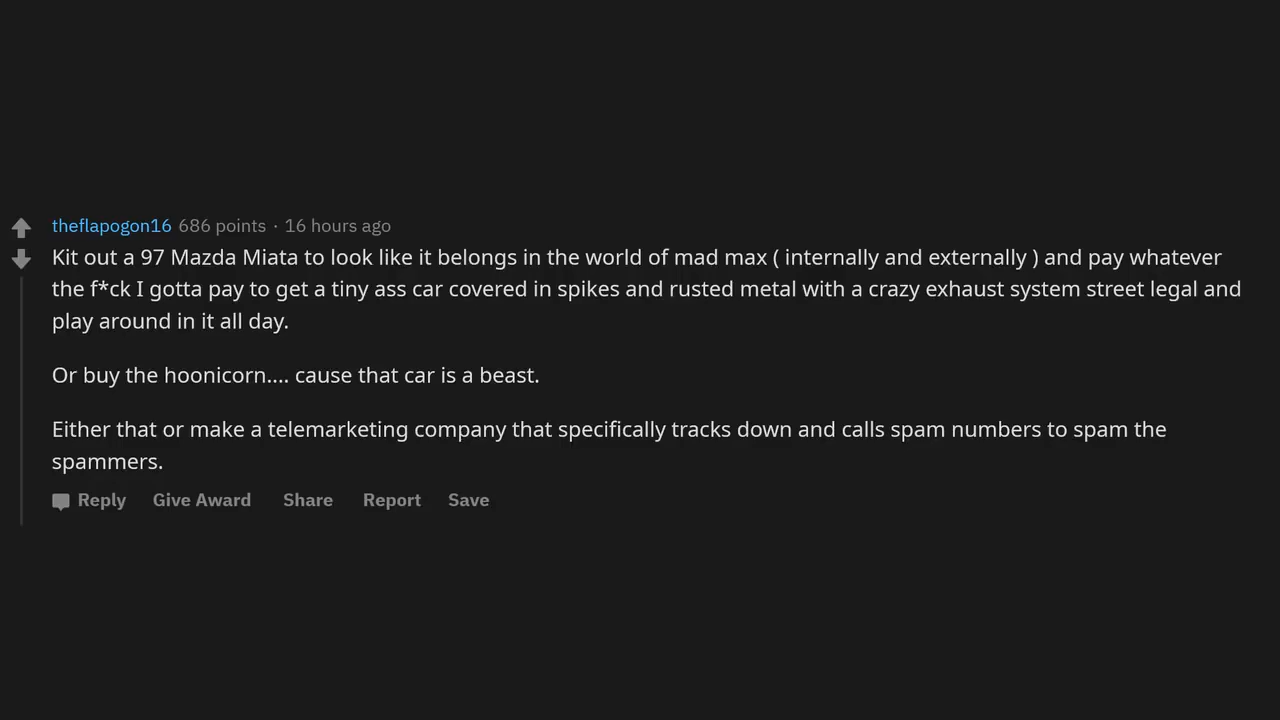 theflapogon16 686 points · 16 hours ago
Kit out a 97 Mazda Miata to look like it belongs in the world of mad max ( internally and externally ) and pay whatever
the f*ck I gotta pay to get a tiny ass car covered in spikes and rusted metal with a crazy exhaust system street legal and
play around in it all day.
Or buy the hoonicorn.... cause that car is a beast.
Either that or make a telemarketing company that specifically tracks down and calls spam numbers to spam the
spammers.
Reply Give Award Share Report Save